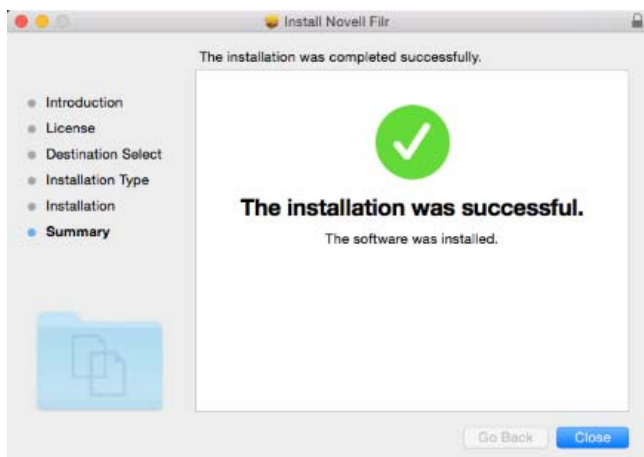 Install Novell Filr
The installation was completed successfully.
Introduction
License
Destination Select
Installation Type
Installation
Summary
The installation was successful.
The software was installed.
Go Back
Close